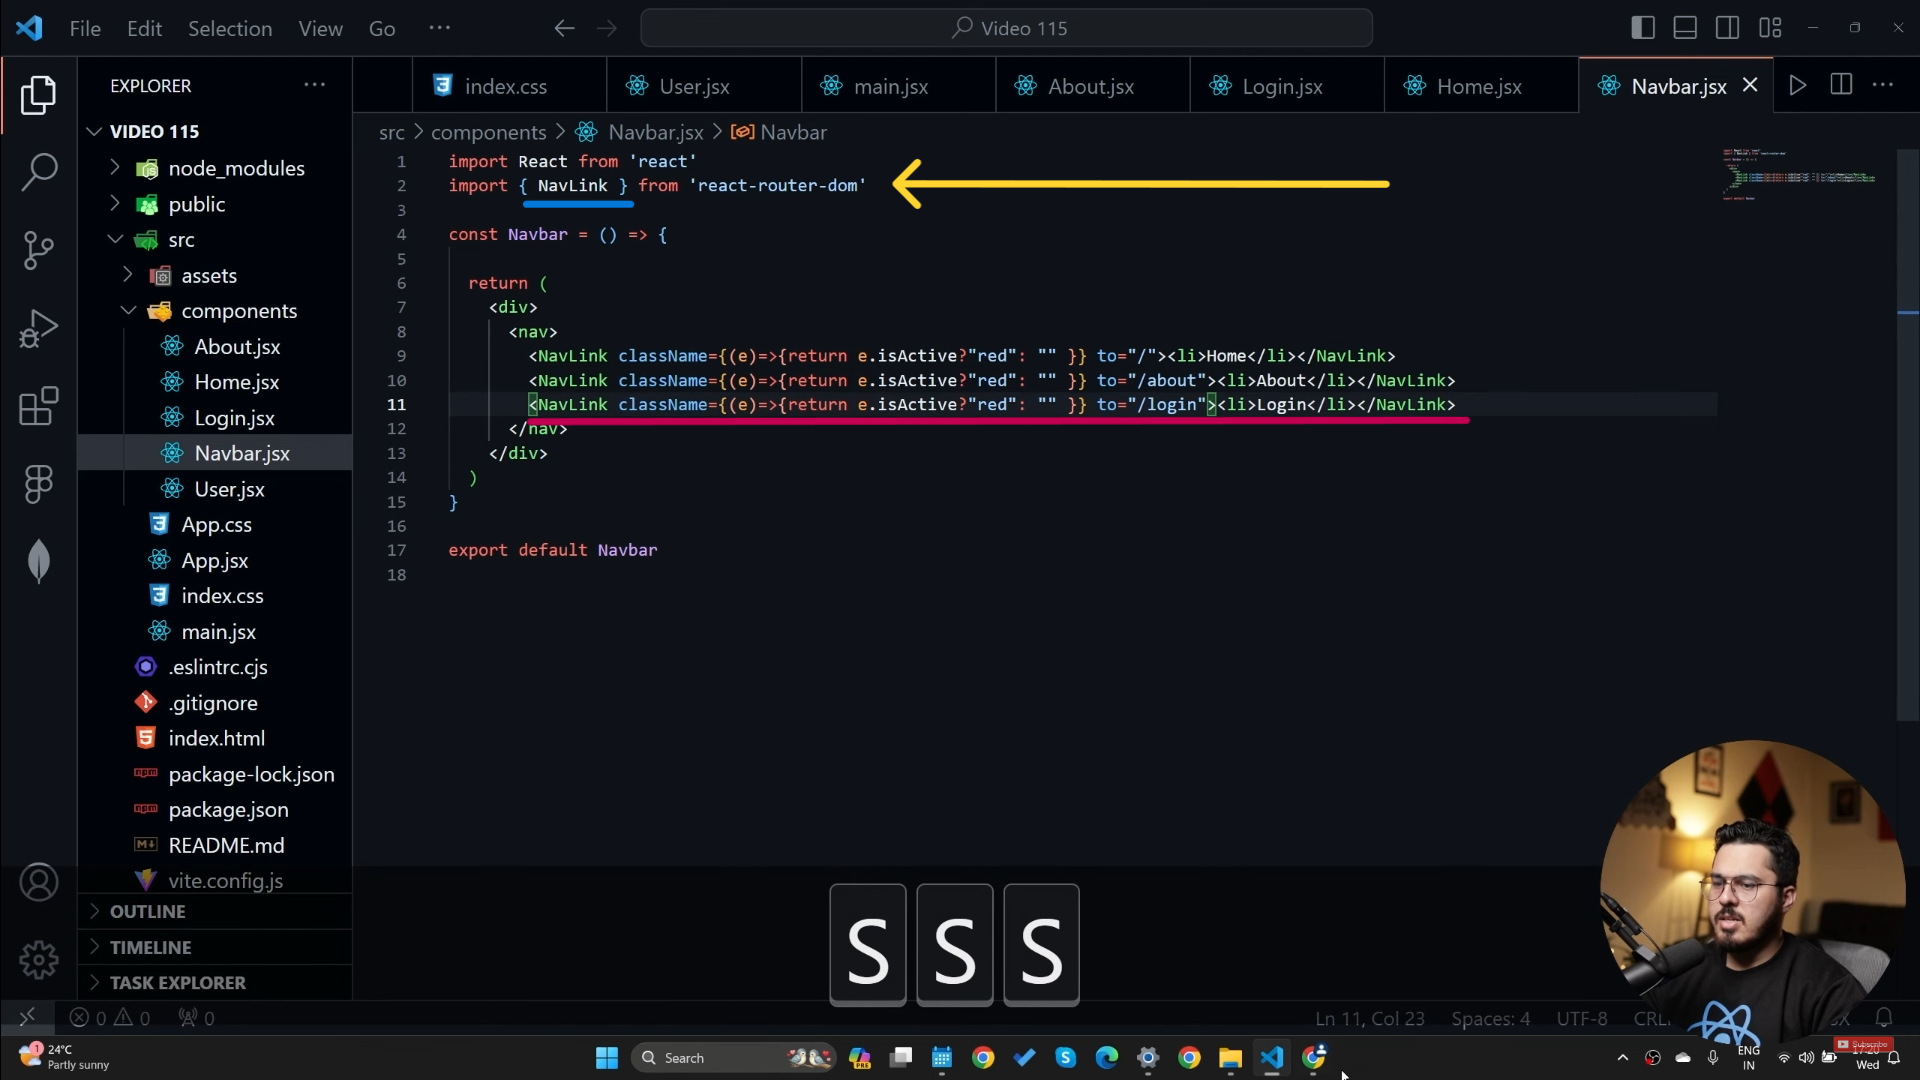 File Edit Selection View Go ··· Video 115
EXPLORER ···
index.css User.jsx main.jsx About.jsx Login.jsx Home.jsx Navbar.jsx ···
src > components > Navbar.jsx > Navbar
VIDEO 115
node_modules
public
src
assets
components
About.jsx
Home.jsx
Login.jsx
Navbar.jsx
User.jsx
App.css
App.jsx
index.css
main.jsx
.eslintrc.cjs
.gitignore
index.html
package-lock.json
package.json
README.md
vite.config.js
OUTLINE
TIMELINE
TASK EXPLORER
1 import React from 'react'
2 import { NavLink } from 'react-router-dom'
3
4 const Navbar = () => {
5
6 return (
7 <div>
8 <nav>
9 <NavLink className={(e)=>{return e.isActive?"red": "" }} to="/"><li>Home</li></NavLink>
10 <NavLink className={(e)=>{return e.isActive?"red": "" }} to="/about"><li>About</li></NavLink>
11 <NavLink className={(e)=>{return e.isActive?"red": "" }} to="/login"><li>Login</li></NavLink>
12 </nav>
13 </div>
14 )
15 }
16
17 export default Navbar
18
S S S
0 0 0 Ln 11, Col 23 Spaces: 4 UTF-8
1 24°C
Partly sunny
Search
PRE
ENG
IN
Subscribe
Wed